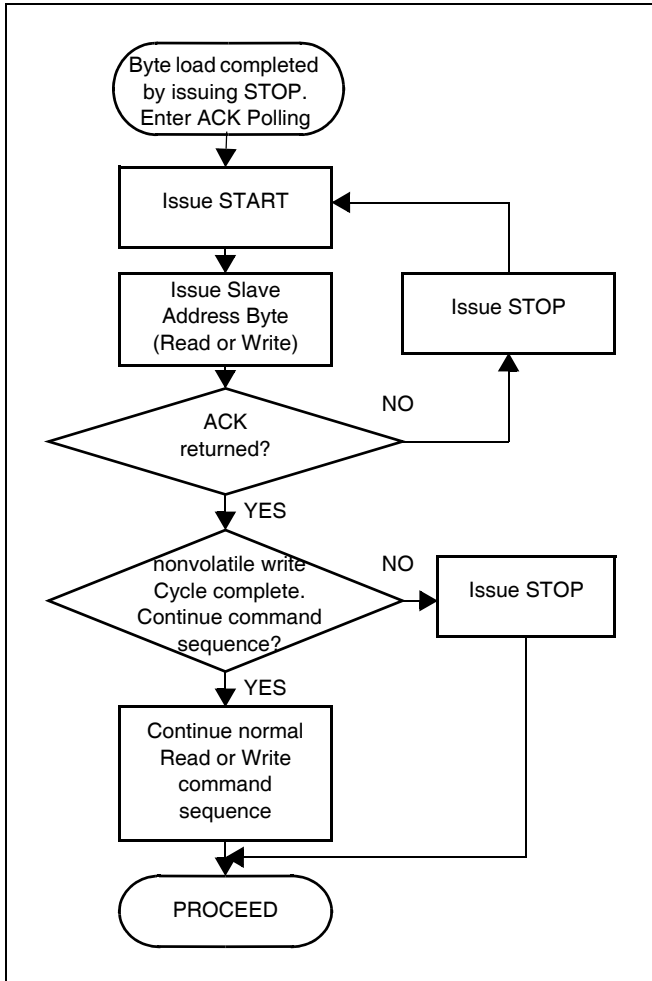 Byte load completed
by issuing STOP.
Enter ACK Polling
Issue START
Issue Slave
Address Byte
(Read or Write)
Issue STOP
ACK
returned?
NO
YES
nonvolatile write
Cycle complete.
Continue command
sequence?
NO
Issue STOP
YES
Continue normal
Read or Write
command
sequence
PROCEED